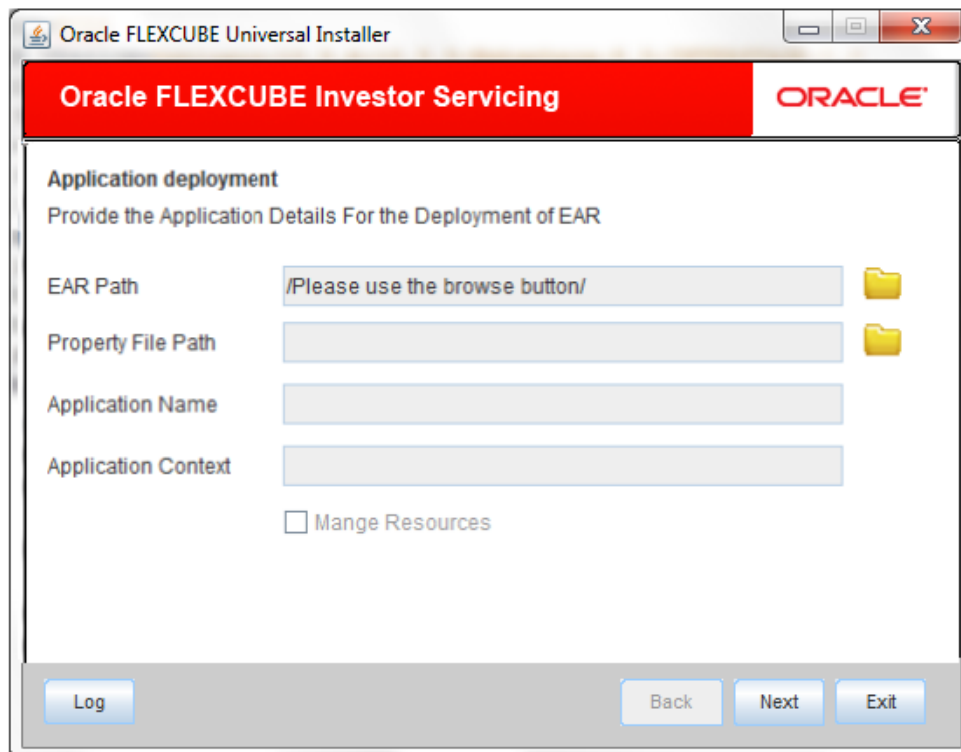 Oracle FLEXCUBE Universal Installer
Oracle FLEXCUBE Investor Servicing
ORACLE
Application deployment
Provide the Application Details For the Deployment of EAR
EAR Path
/Please use the browse button/
Property File Path
Application Name
Application Context
Mange Resources
Log
Back
Next
Exit